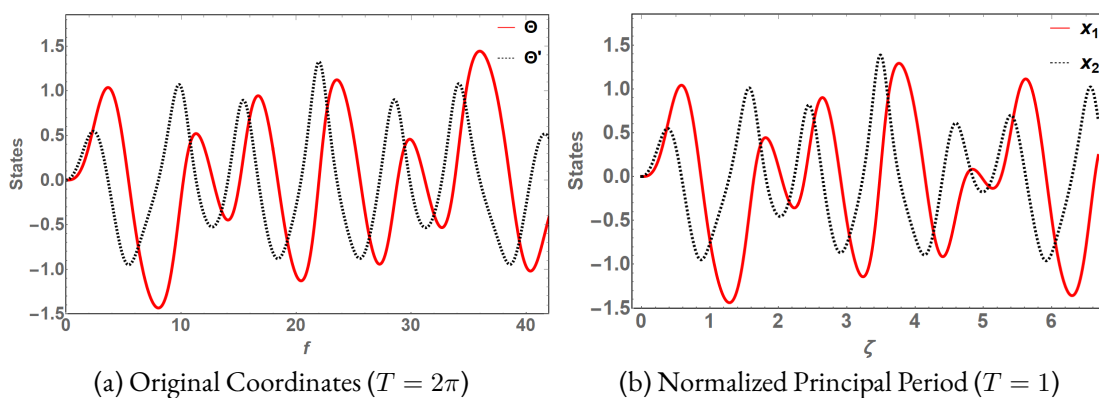 1.5
1.0
0.5
0.0
−0.5
−1.0
−1.5
States
0 10 20 30 40
f
Θ
Θ'
(a) Original Coordinates (T = 2π)
1.5
1.0
0.5
0.0
−0.5
−1.0
−1.5
States
0 1 2 3 4 5 6
ζ
x₁
x₂
(b) Normalized Principal Period (T = 1)